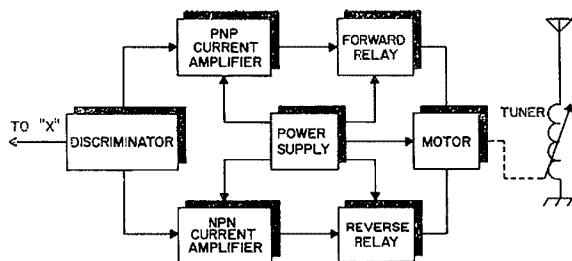 PNP
CURRENT
AMPLIFIER
FORWARD
RELAY
TO "X"
DISCRIMINATOR
POWER
SUPPLY
MOTOR
TUNER
NPN
CURRENT
AMPLIFIER
REVERSE
RELAY